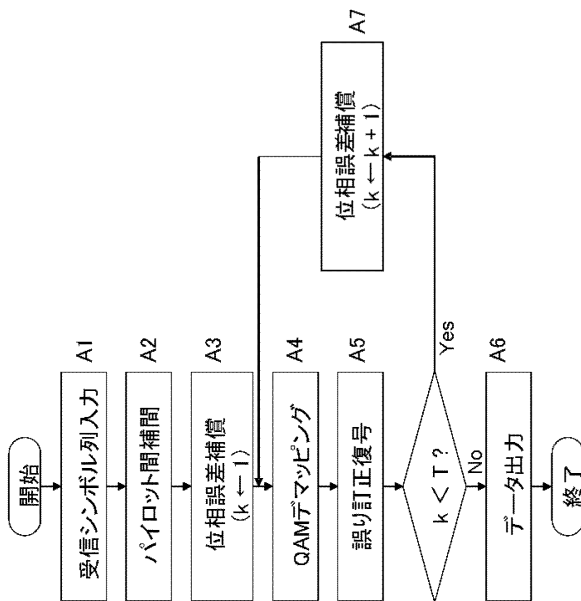 開始
受信シンボル列入力
A1
パイロット間補間
A2
位相誤差補償
(k ← 1)
A3
QAMデマッピング
A4
誤り訂正復号
A5
k < T ?
Yes
No
データ出力
A6
終了
位相誤差補償
(k ← k + 1)
A7